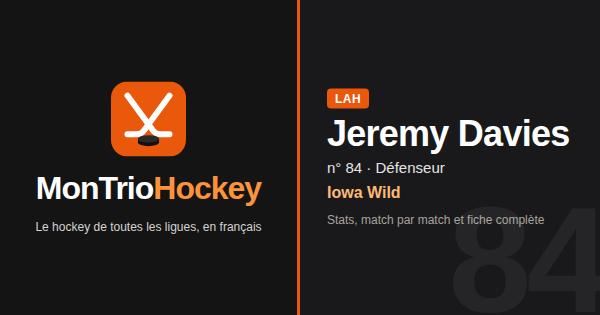 MonTrioHockey
Le hockey de toutes les ligues, en français
LAH
Jeremy Davies
n° 84 · Défenseur
Iowa Wild
Stats, match par match et fiche complète
84